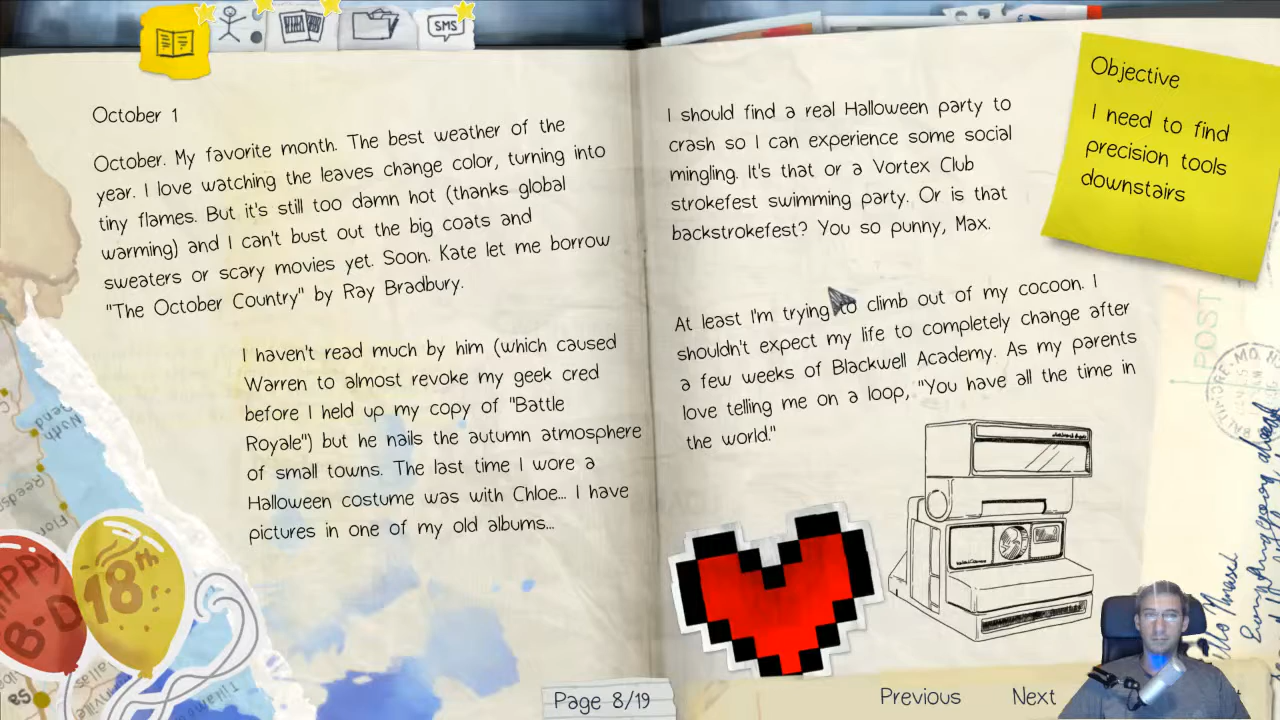 SMS
October 1
October. My favorite month. The best weather of the
year. I love watching the leaves change color, turning into
tiny flames. But it's still too damn hot (thanks global
warming) and I can't bust out the big coats and
sweaters or scary movies yet. Soon. Kate let me borrow
"The October Country" by Ray Bradbury.
I haven't read much by him (which caused
Warren to almost revoke my geek cred
before I held up my copy of "Battle
Royale") but he nails the autumn atmosphere
of small towns. The last time I wore a
Halloween costume was with Chloe... I have
pictures in one of my old albums...
I should find a real Halloween party to
crash so I can experience some social
mingling. It's that or a Vortex Club
strokefest swimming party. Or is that
backstrokefest? You so punny, Max.
At least I'm trying to climb out of my cocoon. I
shouldn't expect my life to completely change after
a few weeks of Blackwell Academy. As my parents
love telling me on a loop, "You have all the time in
the world."
Objective
I need to find
precision tools
downstairs
POST
North
Bend
18th
B-D
Page 8/19
Previous
Next